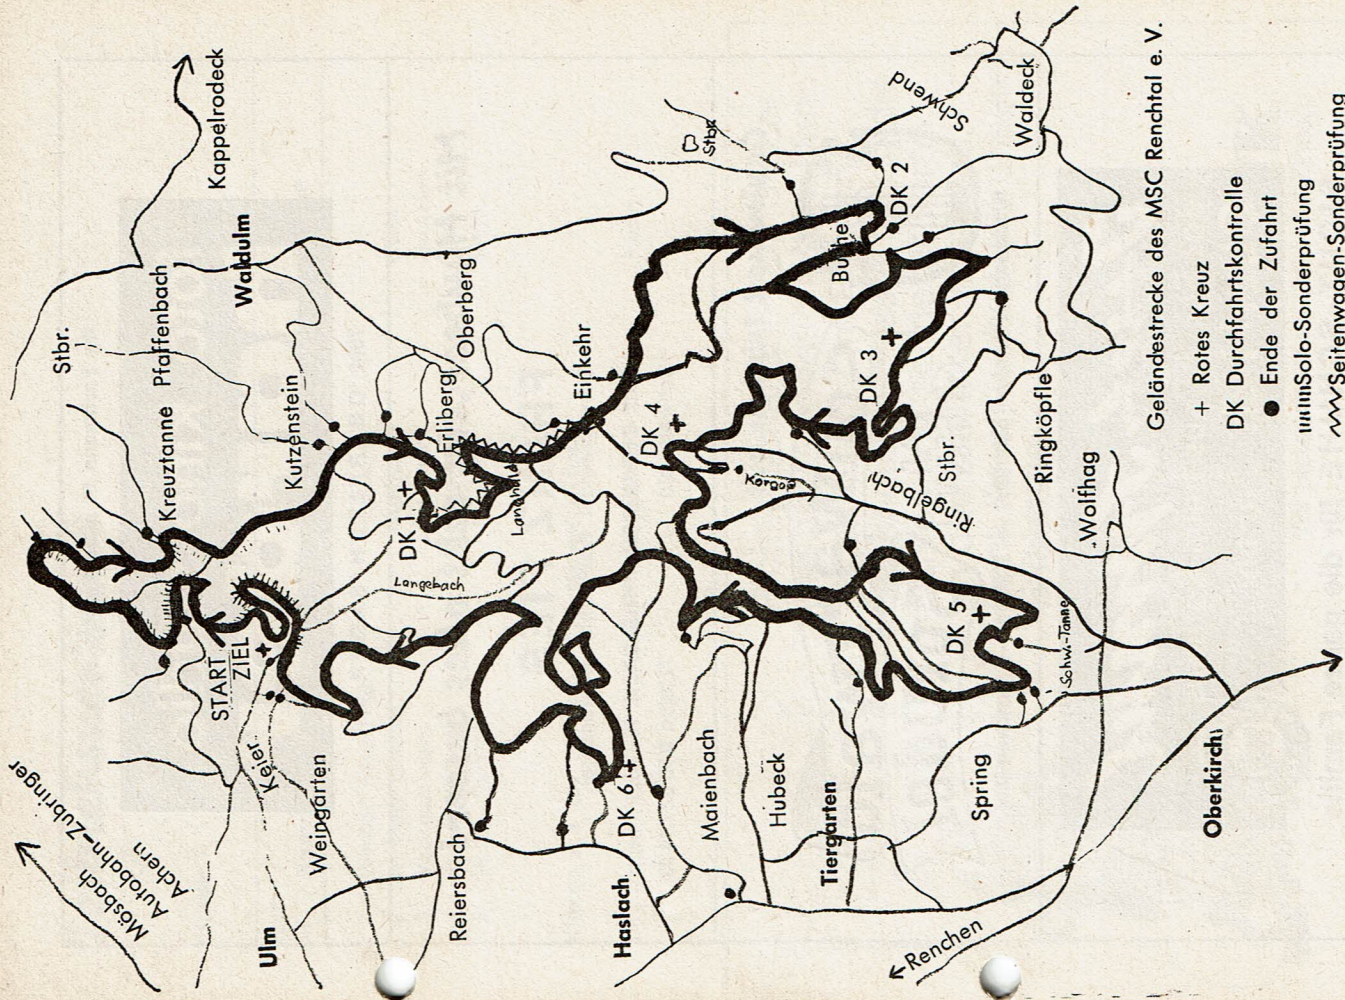 Kappelrodeck
Stbr.
Pfaffenbach
Waldulm
Kreuztanne
Kutzenstein
Oberberg
Erliberg
Einkehr
Stbr.
Schwend
Waldeck
DK 2
Bühne
DK 1
DK 4
DK 3
Langebach
START
ZIEL
Ringelbach
Stbr.
Ringköpfle
Wolfhag
DK 5
Schwi-Tanne
Keier
Weingarten
Mösbach
Autobahn-Zubringer
Achern
Ulm
Reiersbach
Haslach
DK 6
Maienbach
Hubeck
Tiergarten
Spring
Oberkirch
Renchen
Geländestrecke des MSC Renchtal e. V.
+ Rotes Kreuz
DK Durchfahrtskontrolle
● Ende der Zufahrt
Solo-Sonderprüfung
Seitenwagen-Sonderprüfung